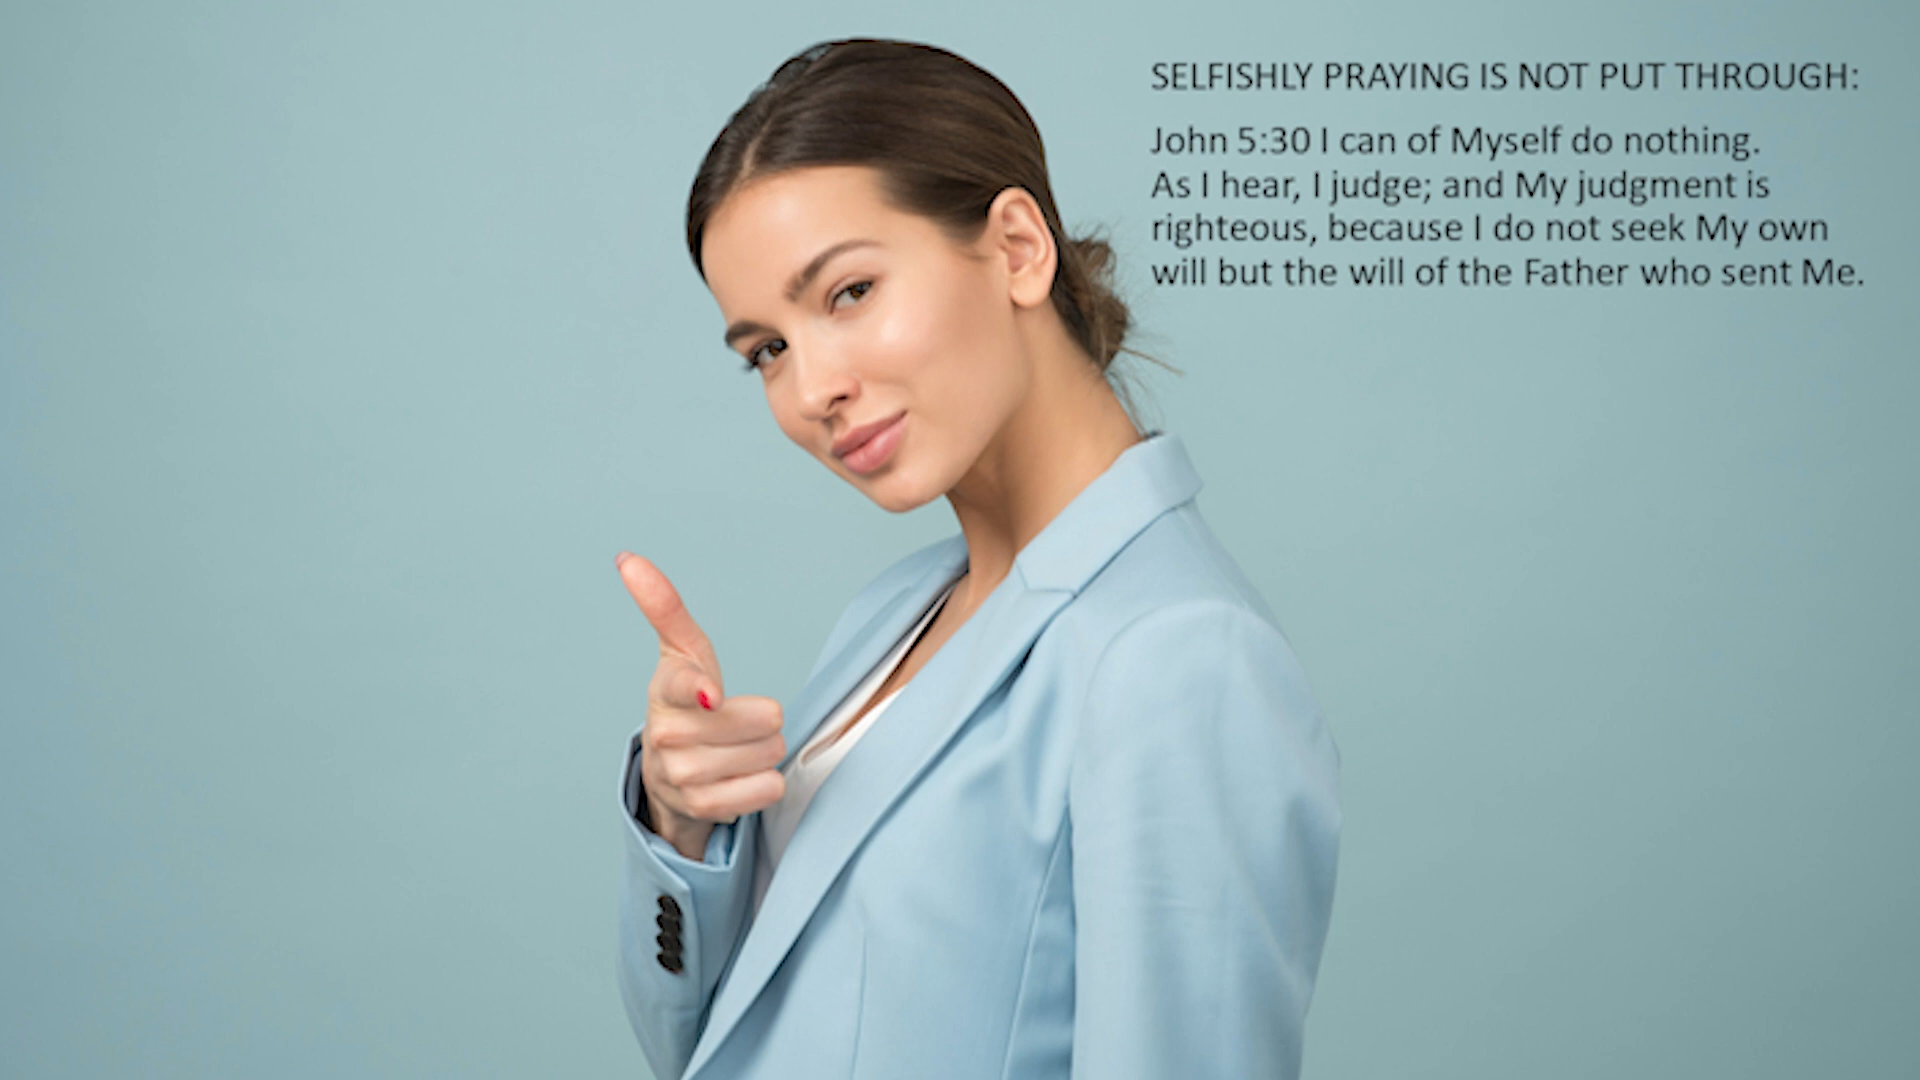 SELFISHLY PRAYING IS NOT PUT THROUGH:
John 5:30 I can of Myself do nothing.
As I hear, I judge; and My judgment is
righteous, because I do not seek My own
will but the will of the Father who sent Me.